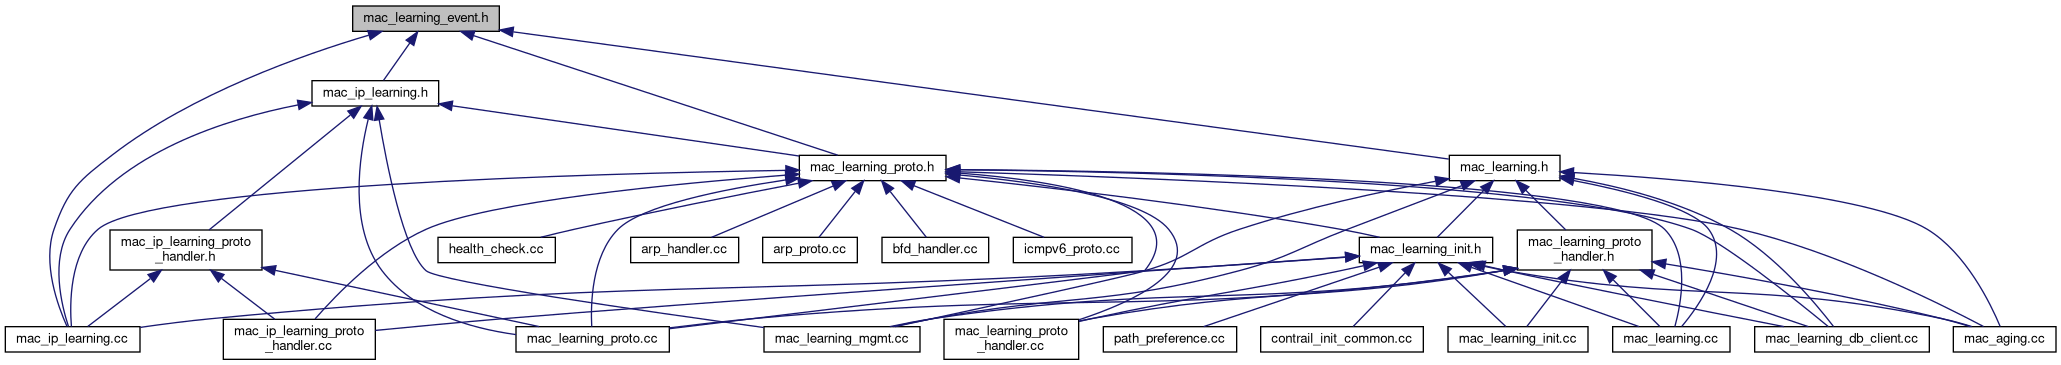 mac_learning_event.h
mac_ip_learning.h
mac_learning_proto.h
mac_learning.h
mac_ip_learning_proto
_handler.h
health_check.cc
arp_handler.cc
arp_proto.cc
bfd_handler.cc
icmpv6_proto.cc
mac_learning_init.h
mac_learning_proto
_handler.h
mac_ip_learning.cc
mac_ip_learning_proto
_handler.cc
mac_learning_proto.cc
mac_learning_mgmt.cc
mac_learning_proto
_handler.cc
path_preference.cc
contrail_init_common.cc
mac_learning_init.cc
mac_learning.cc
mac_learning_db_client.cc
mac_aging.cc